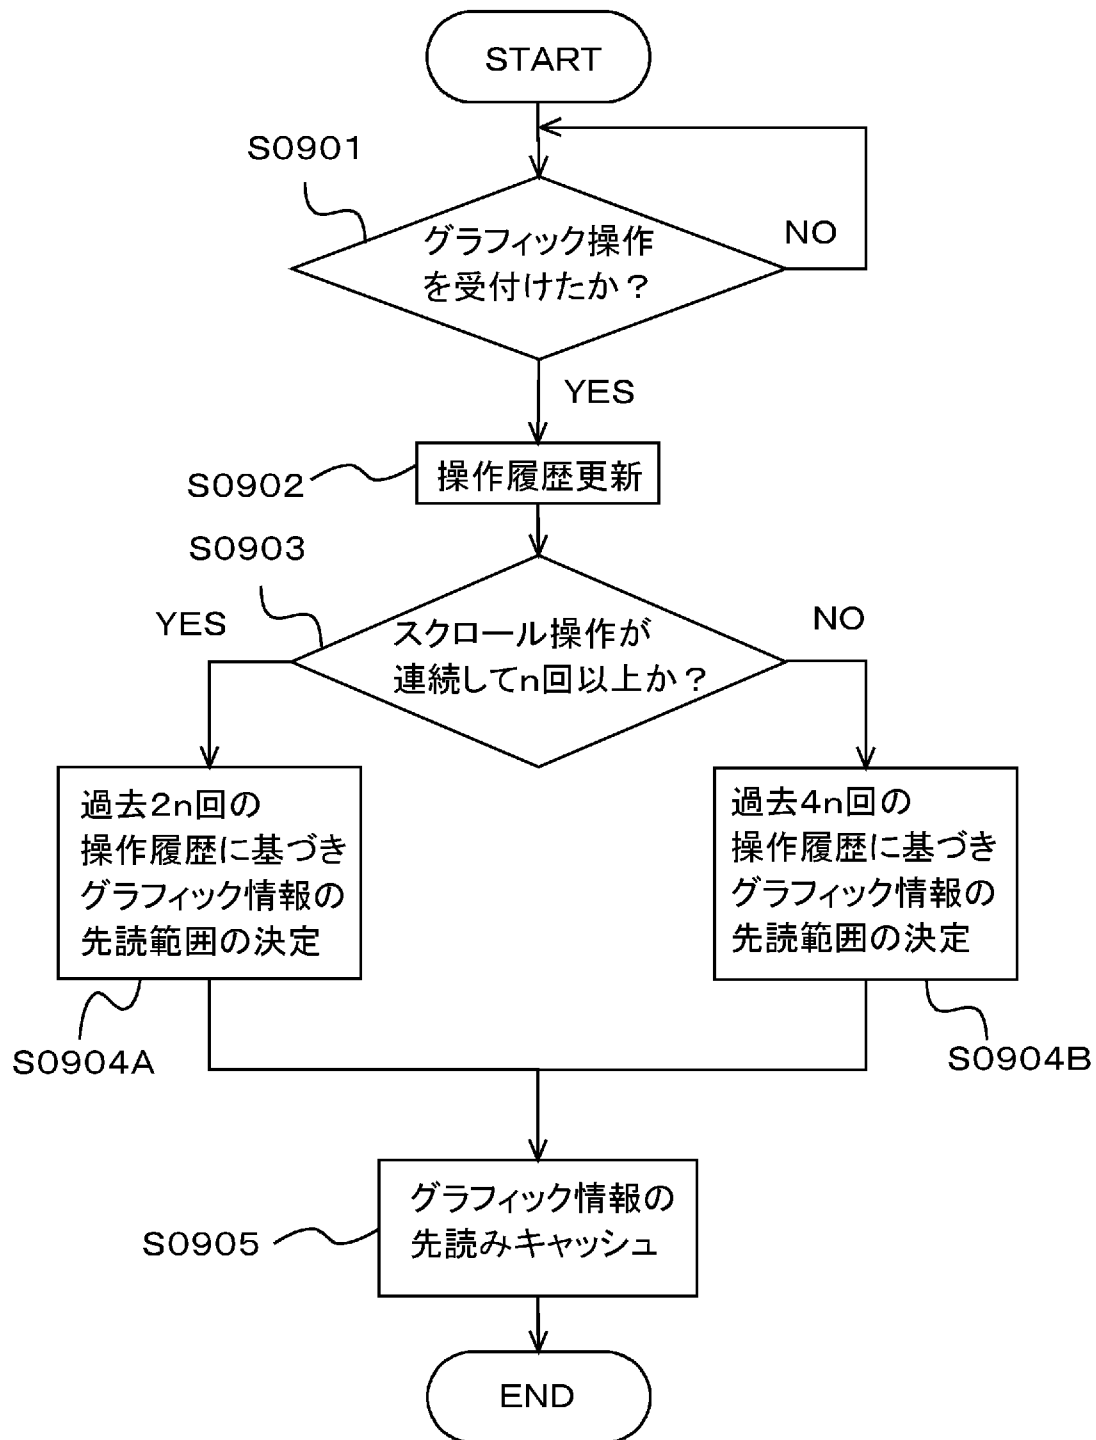 START
S0901
グラフィック操作
を受付けたか？
NO
YES
S0902
操作履歴更新
S0903
YES
スクロール操作が
連続してn回以上か？
NO
過去2n回の
操作履歴に基づき
グラフィック情報の
先読範囲の決定
過去4n回の
操作履歴に基づき
グラフィック情報の
先読範囲の決定
S0904A
S0904B
グラフィック情報の
先読みキャッシュ
S0905
END